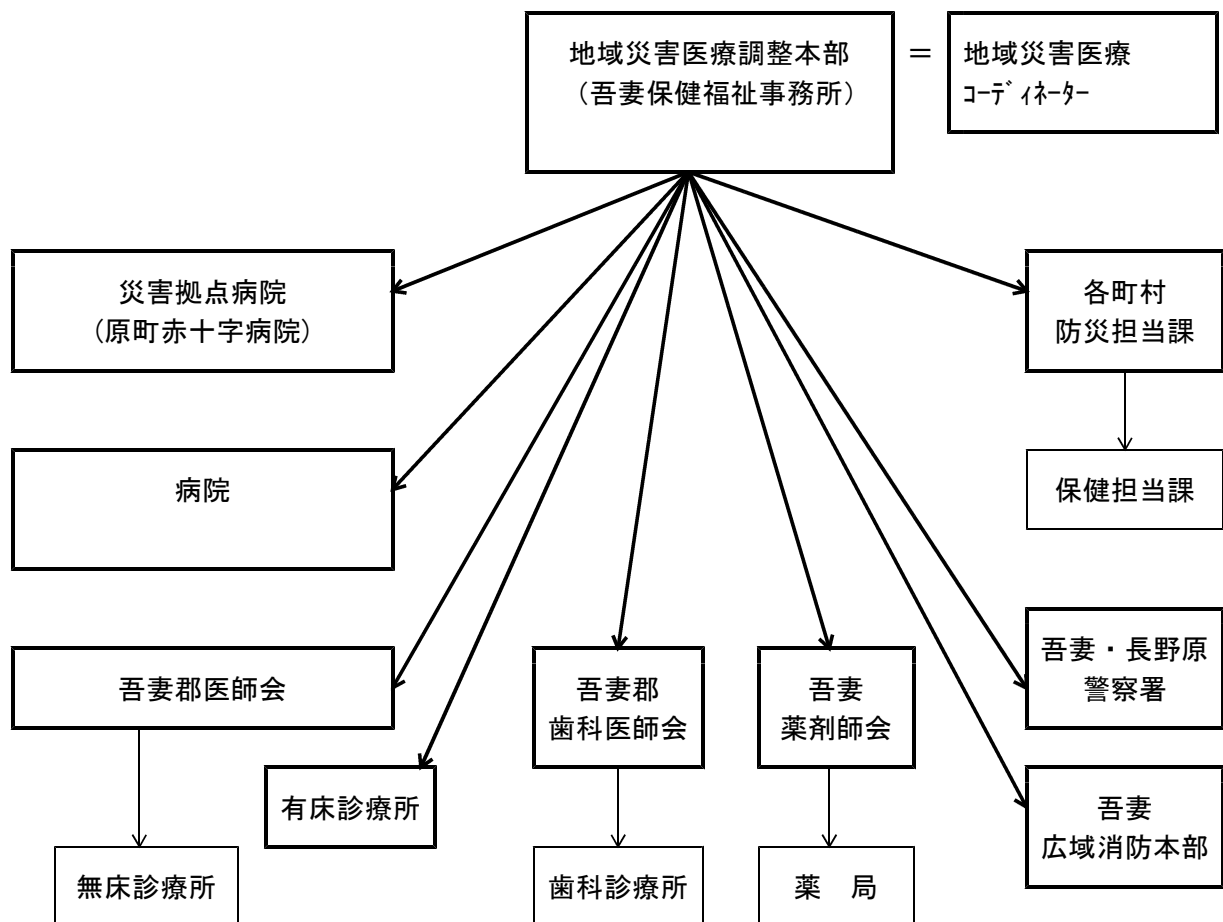 地域災害医療調整本部
（吾妻保健福祉事務所）
＝
地域災害医療
ｺｰﾃﾞｨﾈｰﾀｰ
災害拠点病院
（原町赤十字病院）
各町村
防災担当課
病院
保健担当課
吾妻郡医師会
吾妻郡
歯科医師会
吾妻
薬剤師会
吾妻・長野原
警察署
有床診療所
吾妻
広域消防本部
無床診療所
歯科診療所
薬　局